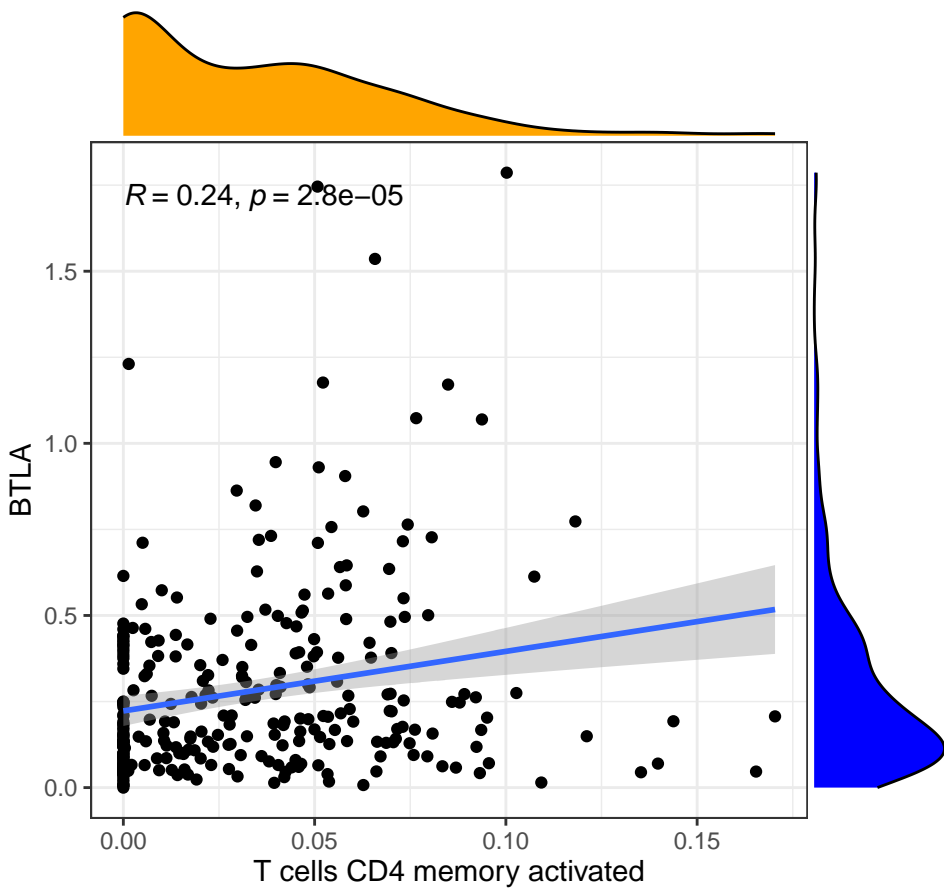 R = 0.24, p = 2.8e−05
1.5
1.0
0.5
0.0
BTLA
0.00 0.05 0.10 0.15
T cells CD4 memory activated